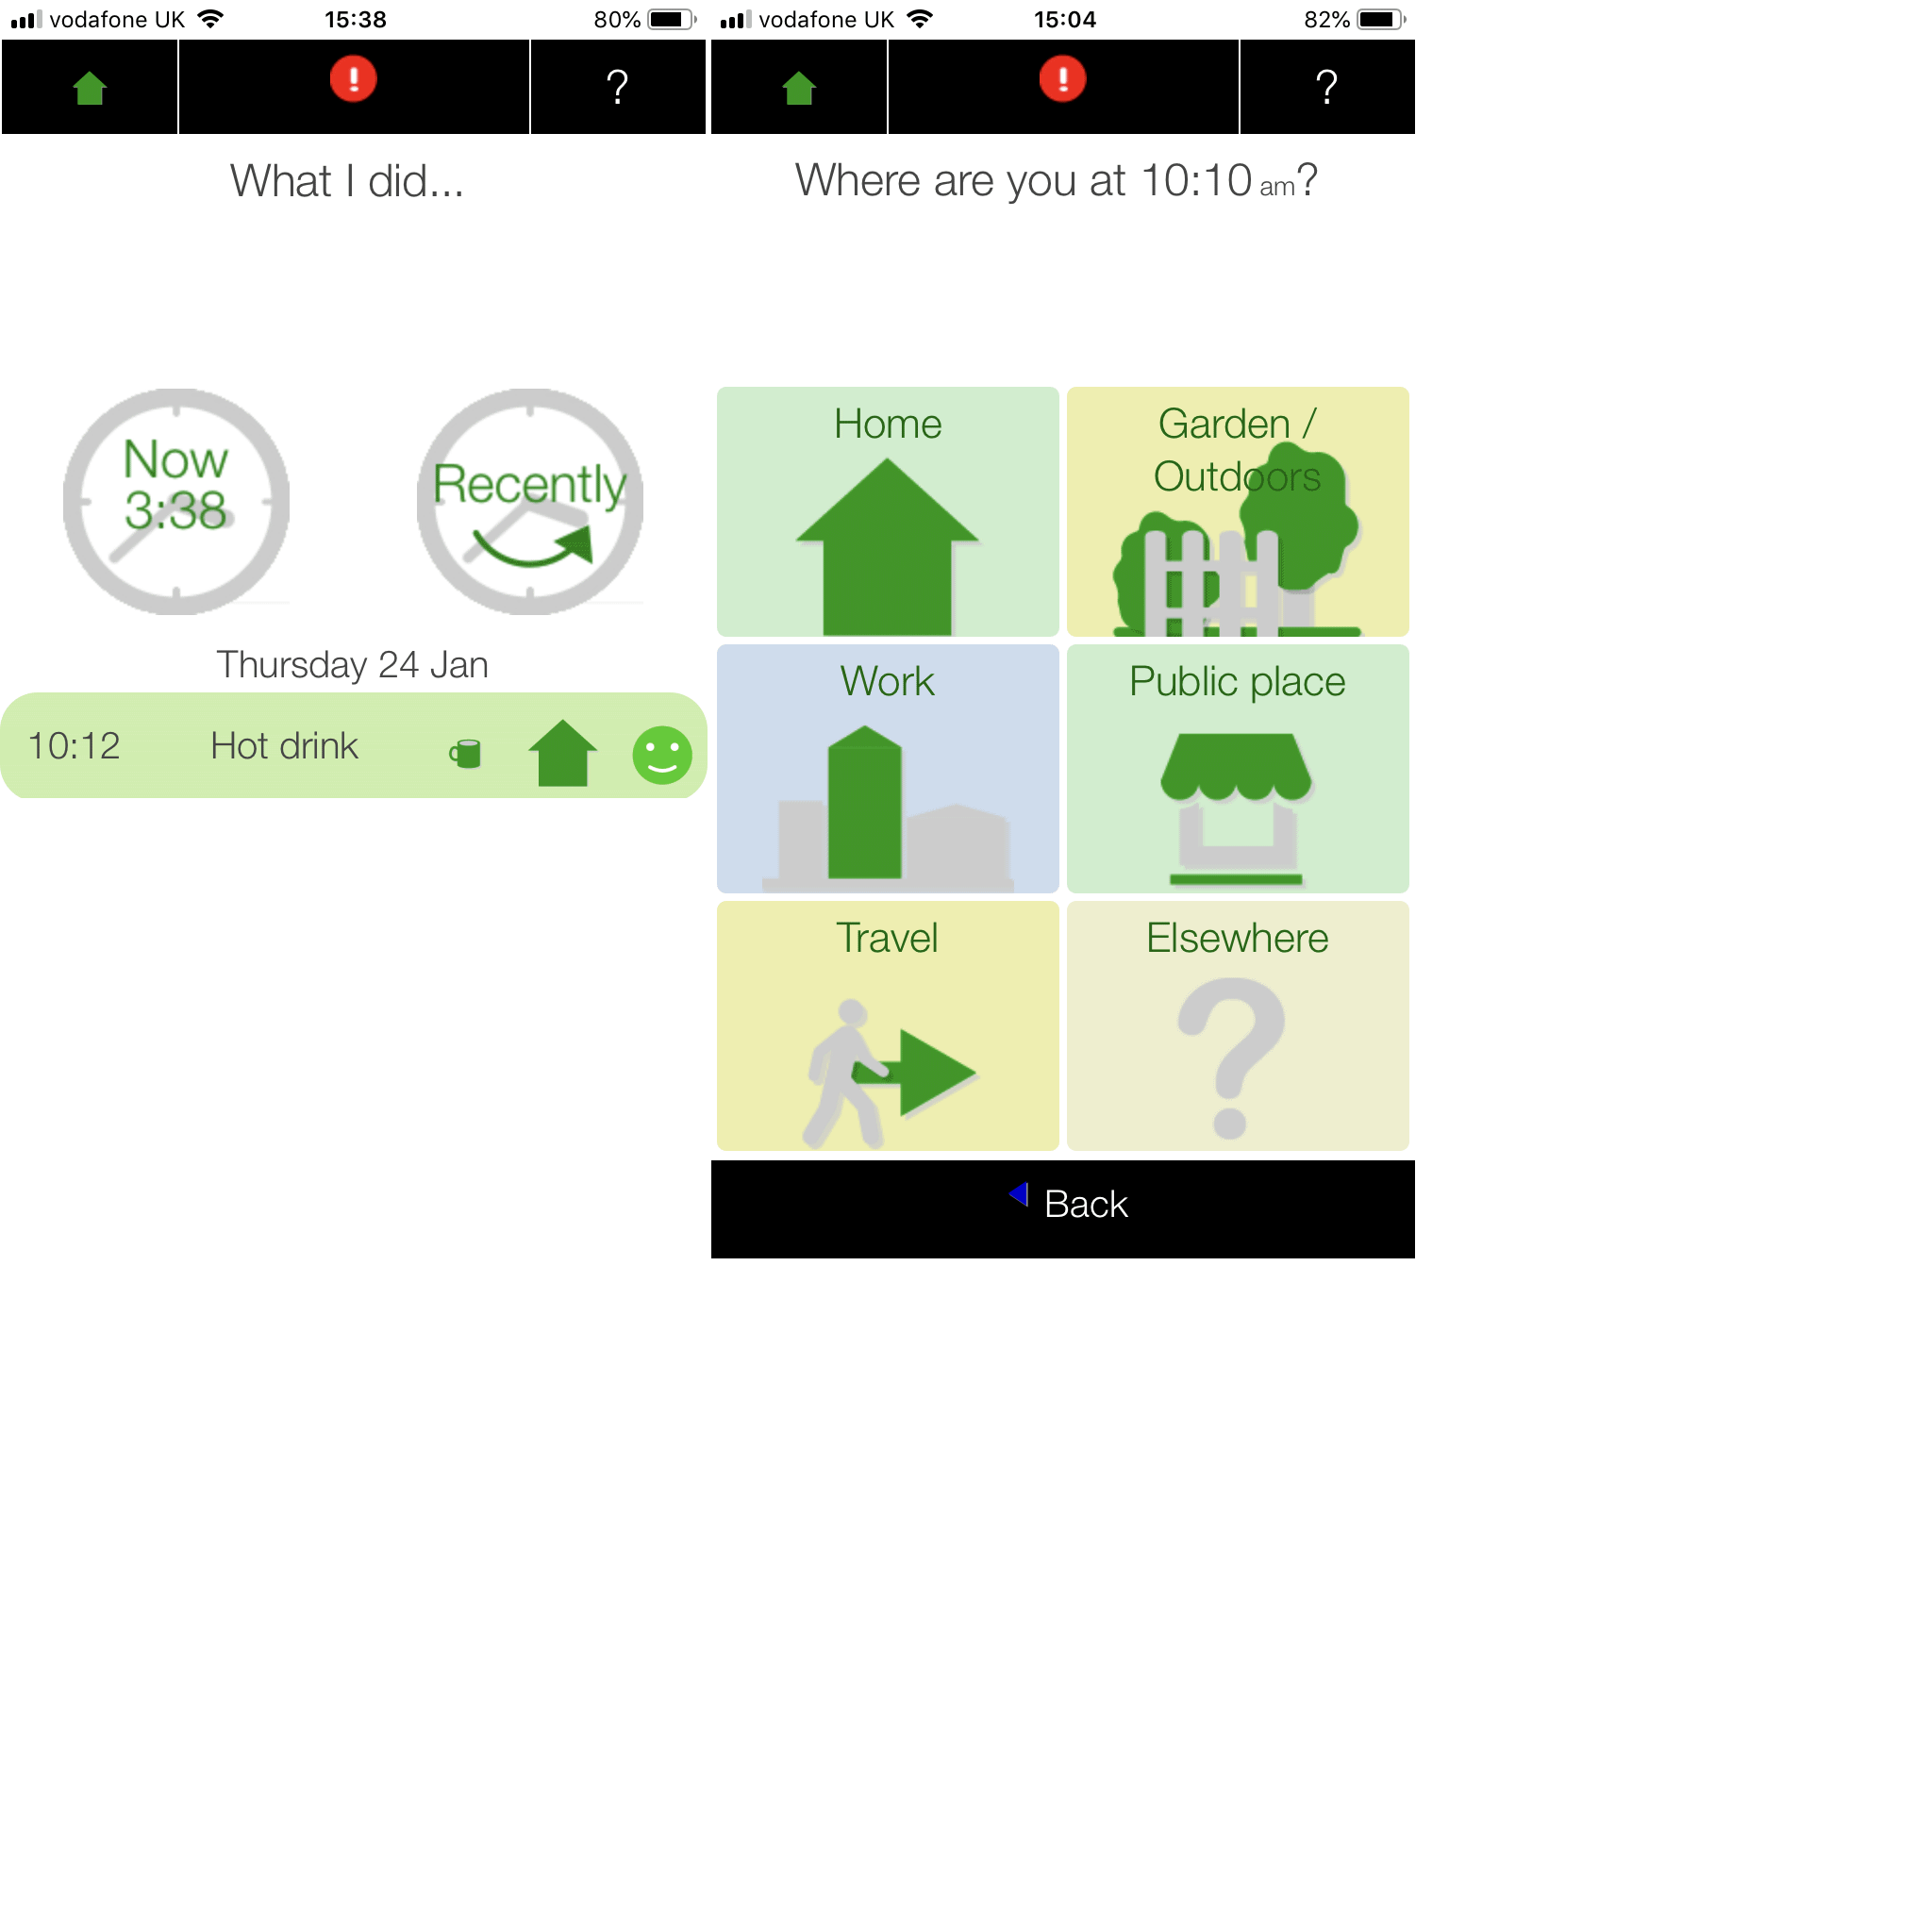 vodafone UK 15:38 80%
?
What I did...
Now
3:38
Recently
Thursday 24 Jan
10:12 Hot drink
vodafone UK 15:04 82%
?
Where are you at 10:10 am?
Home
Garden /
Outdoors
Work
Public place
Travel
Elsewhere
Back